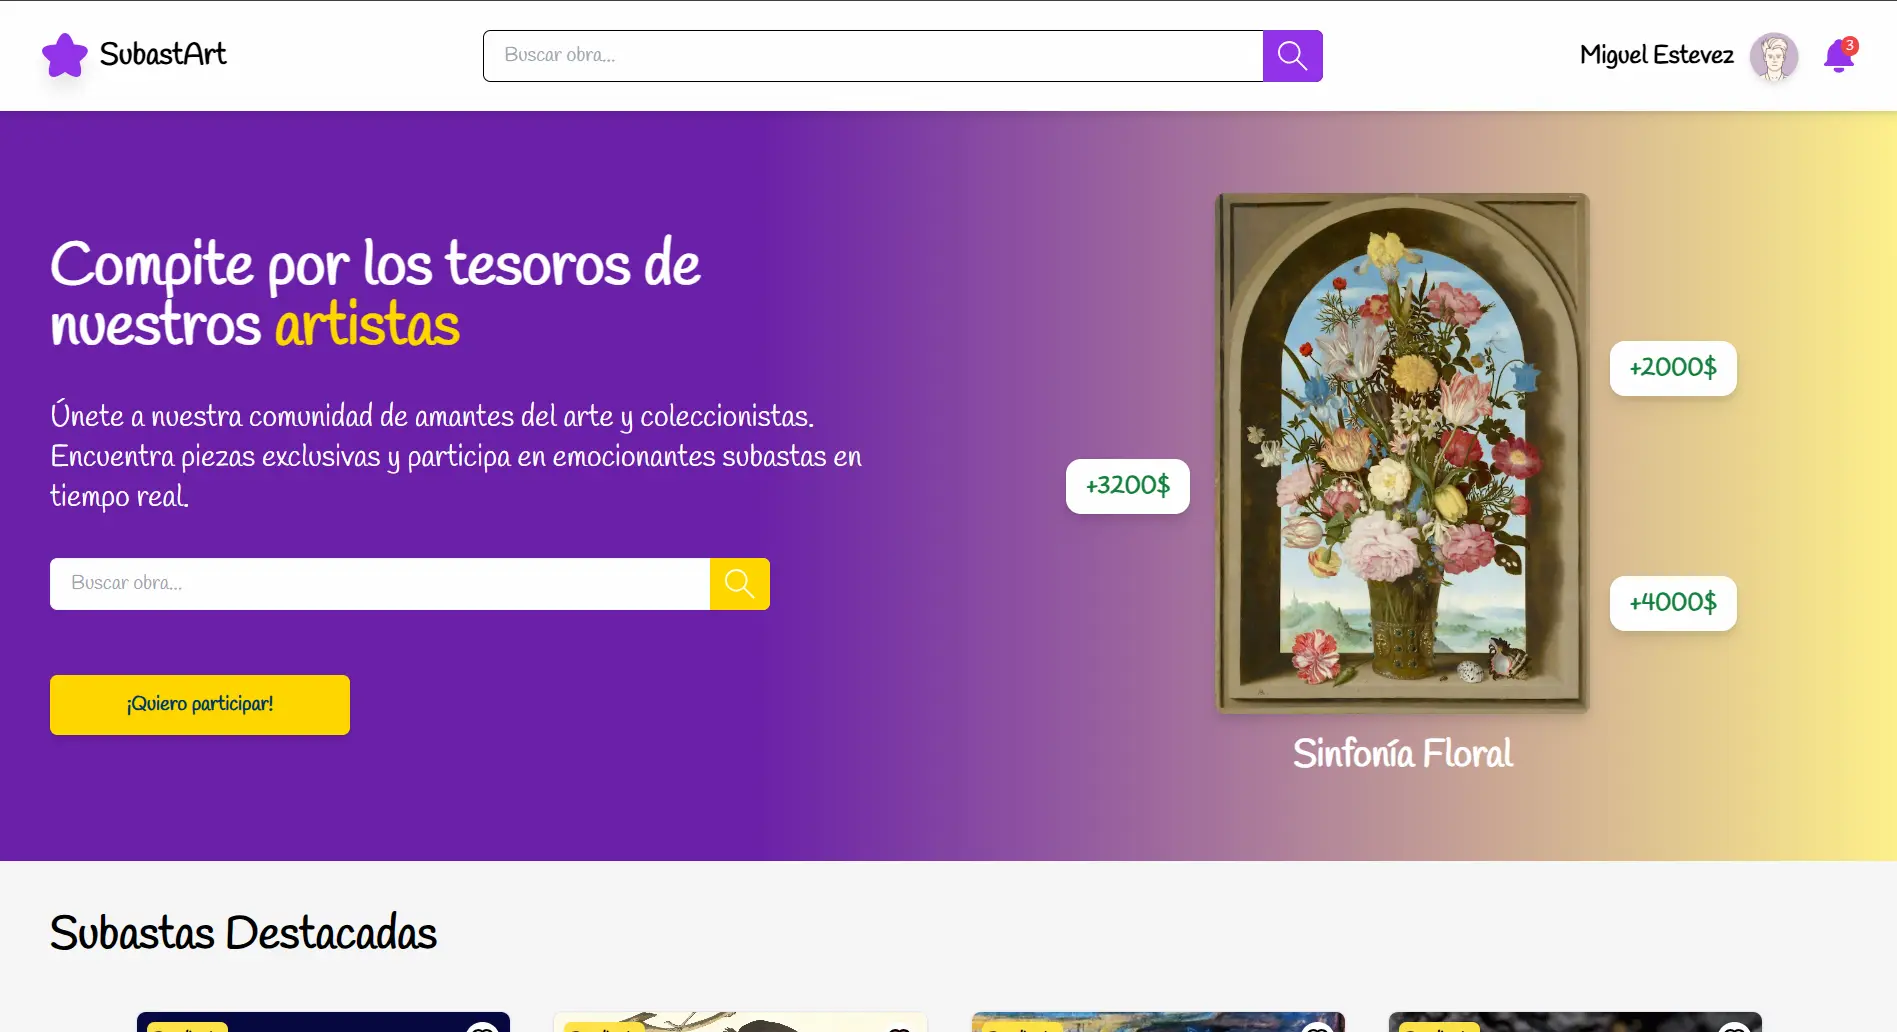 SubastArt
Buscar obra...
Miguel Estevez
3
Compite por los tesoros de
nuestros artistas
Únete a nuestra comunidad de amantes del arte y coleccionistas.
Encuentra piezas exclusivas y participa en emocionantes subastas en
tiempo real.
Buscar obra...
¡Quiero participar!
+2000$
+3200$
+4000$
Sinfonía Floral
Subastas Destacadas